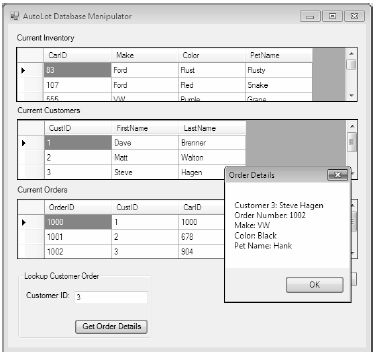 AutoLot Database Manipulator
Current Inventory
CarID Make Color PetName
83 Ford Rust Rusty
107 Ford Red Snake
555 VW Purple Grape
Current Customers
CustID FirstName LastName
1 Dave Brenner
2 Matt Walton
3 Steve Hagen
Current Orders
OrderID CustID CarID
1000 1 1000
1001 2 678
1002 3 904
Order Details
Customer 3: Steve Hagen
Order Number: 1002
Make: VW
Color: Black
Pet Name: Hank
OK
Lookup Customer Order
Customer ID: 3
Get Order Details